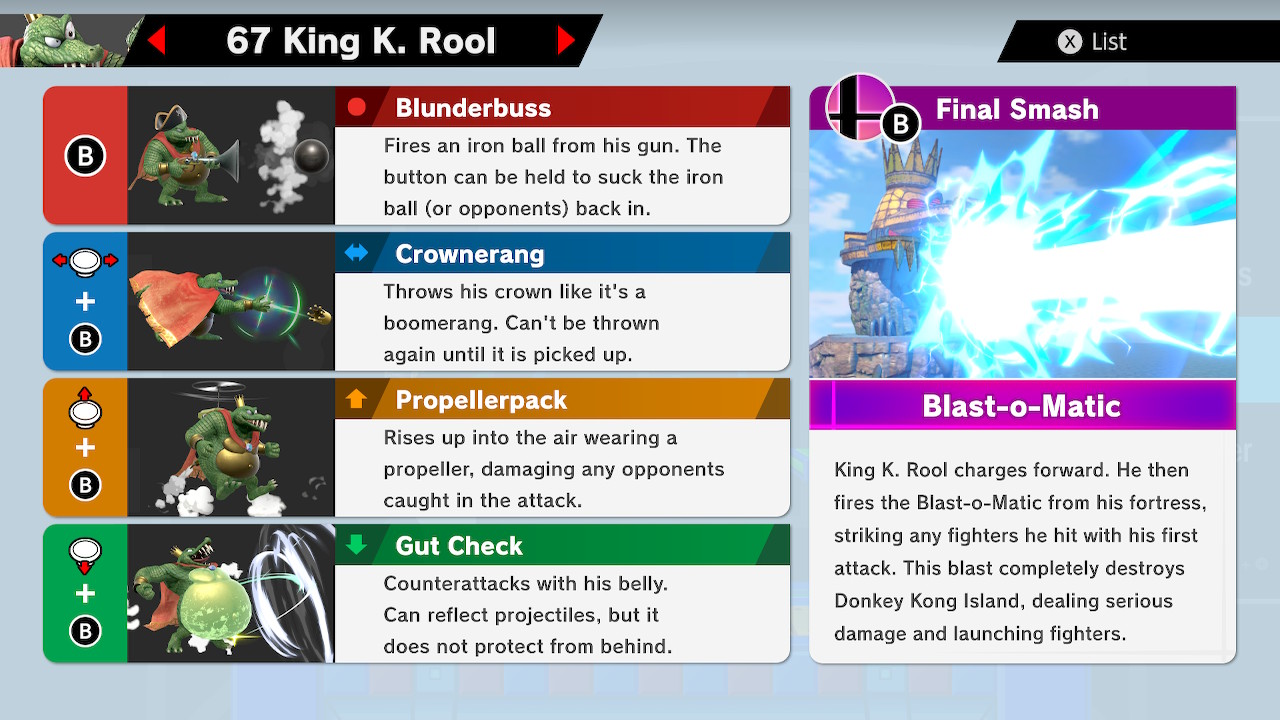 67 King K. Rool
X List
B
Blunderbuss
Fires an iron ball from his gun. The
button can be held to suck the iron
ball (or opponents) back in.
+
B
Crownerang
Throws his crown like it's a
boomerang. Can't be thrown
again until it is picked up.
+
B
Propellerpack
Rises up into the air wearing a
propeller, damaging any opponents
caught in the attack.
+
B
Gut Check
Counterattacks with his belly.
Can reflect projectiles, but it
does not protect from behind.
B
Final Smash
Blast-o-Matic
King K. Rool charges forward. He then
fires the Blast-o-Matic from his fortress,
striking any fighters he hit with his first
attack. This blast completely destroys
Donkey Kong Island, dealing serious
damage and launching fighters.